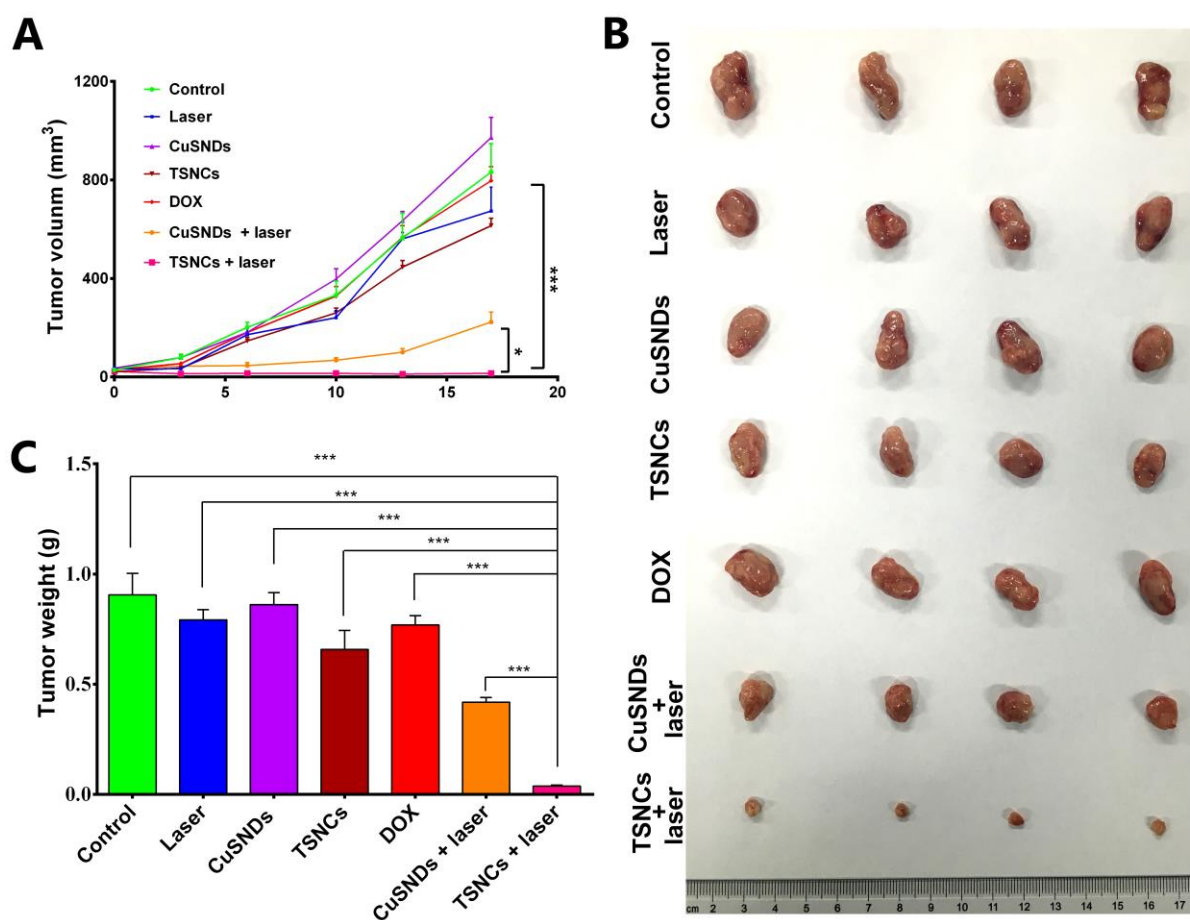 A
Tumor volunm (mm³)
1200
800
400
0
0
5
10
15
20
Control
Laser
CuSNDs
TSNCs
DOX
CuSNDs + laser
TSNCs + laser
***
*
B
Control
Laser
CuSNDs
TSNCs
DOX
CuSNDs
+
laser
TSNCs
+
laser
cm 2 3 4 5 6 7 8 9 10 11 12 13 14 15 16 17
C
Tumor weight (g)
1.5
1.0
0.5
0.0
***
***
***
***
***
***
Control
Laser
CuSNDs
TSNCs
DOX
CuSNDs + laser
TSNCs + laser